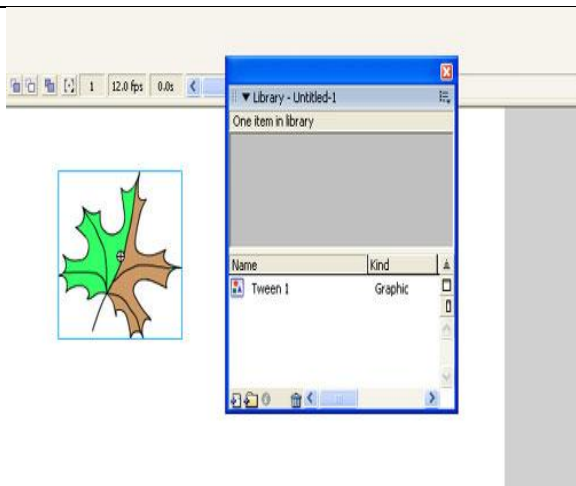 1 12.0 fps 0.0s
Library - Untitled-1
One item in library
Name Kind
Tween 1 Graphic